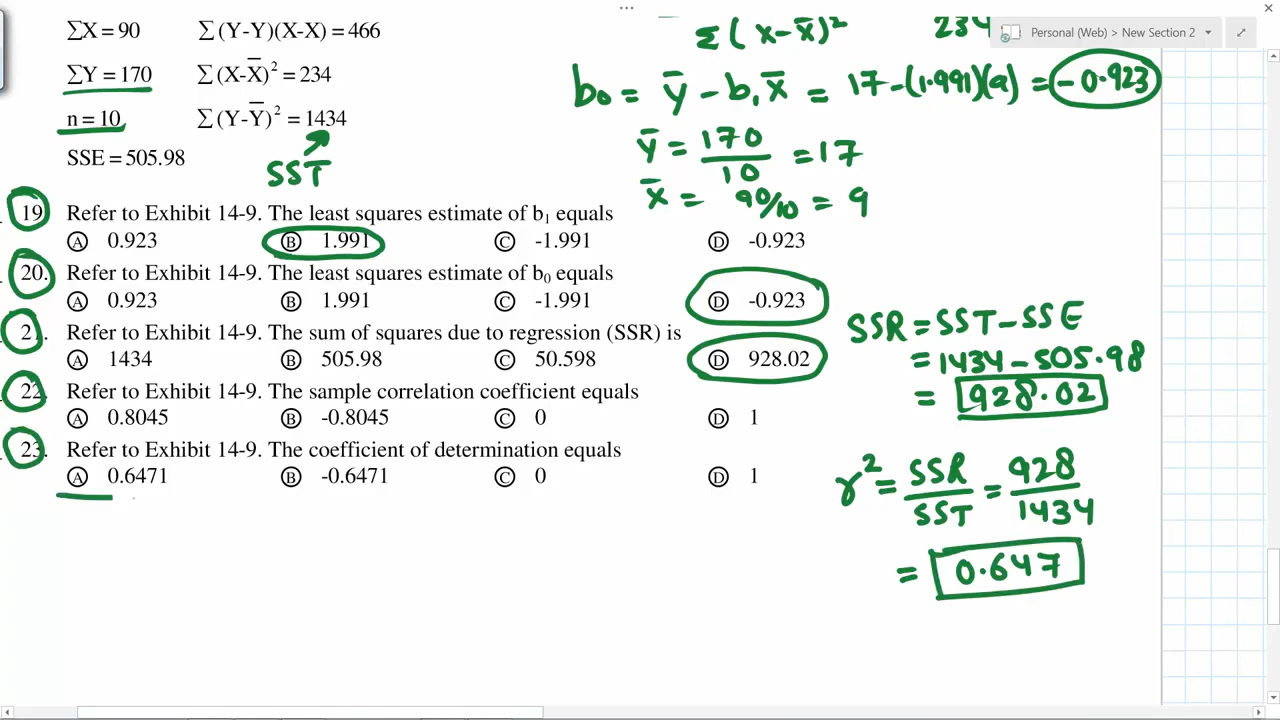 ∑X = 90 ∑(Y-Y)(X-X) = 466
∑Y = 170 ∑(X-X̅)² = 234
n = 10 ∑(Y-Y̅)² = 1434
SSE = 505.98
SST
19 Refer to Exhibit 14-9. The least squares estimate of b₁ equals
A 0.923 B 1.991 C -1.991 D -0.923
20. Refer to Exhibit 14-9. The least squares estimate of b₀ equals
A 0.923 B 1.991 C -1.991 D -0.923
21. Refer to Exhibit 14-9. The sum of squares due to regression (SSR) is
A 1434 B 505.98 C 50.598 D 928.02
22. Refer to Exhibit 14-9. The sample correlation coefficient equals
A 0.8045 B -0.8045 C 0 D 1
23. Refer to Exhibit 14-9. The coefficient of determination equals
A 0.6471 B -0.6471 C 0 D 1
Σ(x-x̅)² 234
Personal (Web) > New Section 2
b₀ = y̅ - b₁x̅ = 17-(1.991)(9) = -0.923
y̅ = 170/10 = 17
x̅ = 90/10 = 9
SSR = SST - SSE
= 1434 - 505.98
= 928.02
r² = SSR/SST = 928/1434
= 0.647